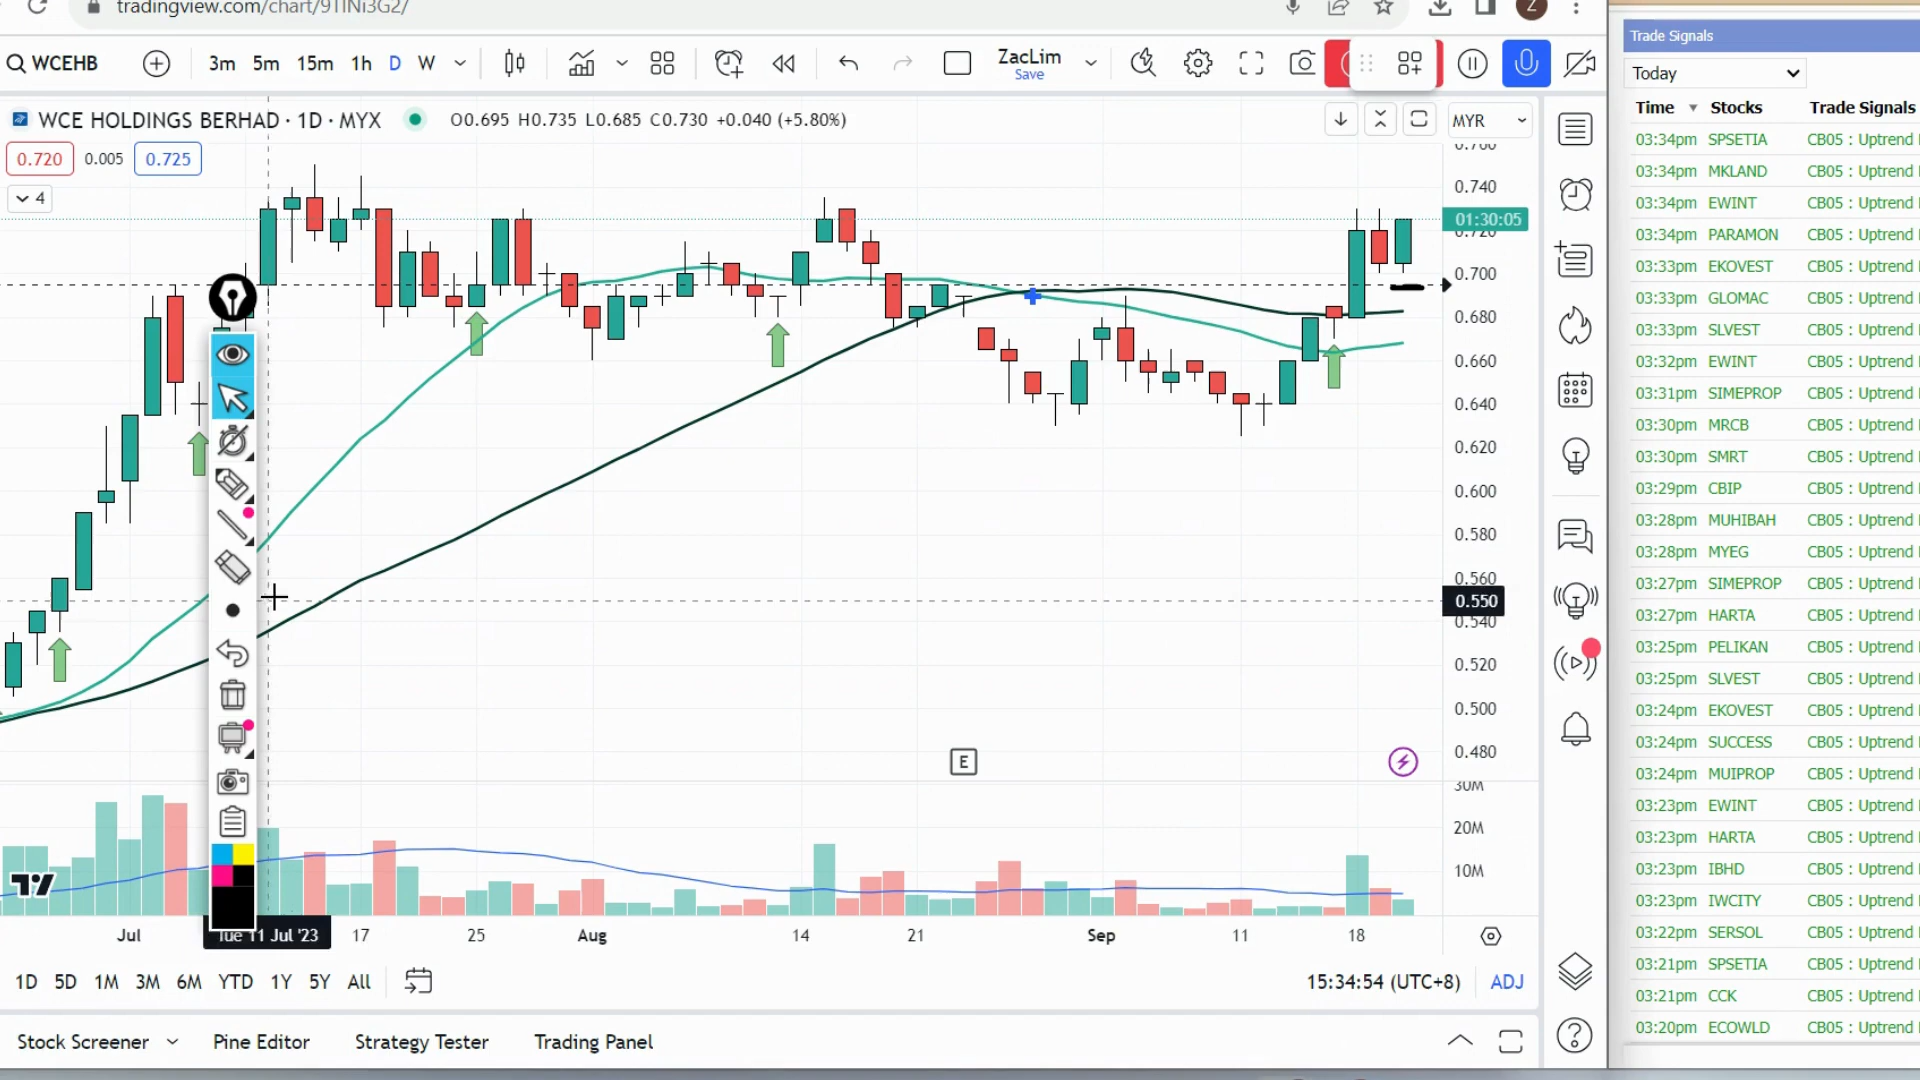 tradingview.com/chart/9TINi3G2/
Z
WCEHB
3m 5m 15m 1h D W
ZacLim
Save
WCE HOLDINGS BERHAD · 1D · MYX
O0.695 H0.735 L0.685 C0.730 +0.040 (+5.80%)
MYR
0.720 0.005 0.725
4
0.760
0.740
01:30:05
0.720
0.700
0.680
0.660
0.640
0.620
0.600
0.580
0.560
0.550
0.540
0.520
0.500
0.480
E
30M
20M
10M
Jul
Tue 11 Jul '23
17
25
Aug
14
21
Sep
11
18
1D 5D 1M 3M 6M YTD 1Y 5Y All
15:34:54 (UTC+8) ADJ
Stock Screener Pine Editor Strategy Tester Trading Panel
Trade Signals
Today
Time Stocks Trade Signals
03:34pm SPSETIA CB05 : Uptrend
03:34pm MKLAND CB05 : Uptrend
03:34pm EWINT CB05 : Uptrend
03:34pm PARAMON CB05 : Uptrend
03:33pm EKOVEST CB05 : Uptrend
03:33pm GLOMAC CB05 : Uptrend
03:33pm SLVEST CB05 : Uptrend
03:32pm EWINT CB05 : Uptrend
03:31pm SIMEPROP CB05 : Uptrend
03:30pm MRCB CB05 : Uptrend
03:30pm SMRT CB05 : Uptrend
03:29pm CBIP CB05 : Uptrend
03:28pm MUHIBAH CB05 : Uptrend
03:28pm MYEG CB05 : Uptrend
03:27pm SIMEPROP CB05 : Uptrend
03:27pm HARTA CB05 : Uptrend
03:25pm PELIKAN CB05 : Uptrend
03:25pm SLVEST CB05 : Uptrend
03:24pm EKOVEST CB05 : Uptrend
03:24pm SUCCESS CB05 : Uptrend
03:24pm MUIPROP CB05 : Uptrend
03:23pm EWINT CB05 : Uptrend
03:23pm HARTA CB05 : Uptrend
03:23pm IBHD CB05 : Uptrend
03:23pm IWCITY CB05 : Uptrend
03:22pm SERSOL CB05 : Uptrend
03:21pm SPSETIA CB05 : Uptrend
03:21pm CCK CB05 : Uptrend
03:20pm ECOWLD CB05 : Uptrend